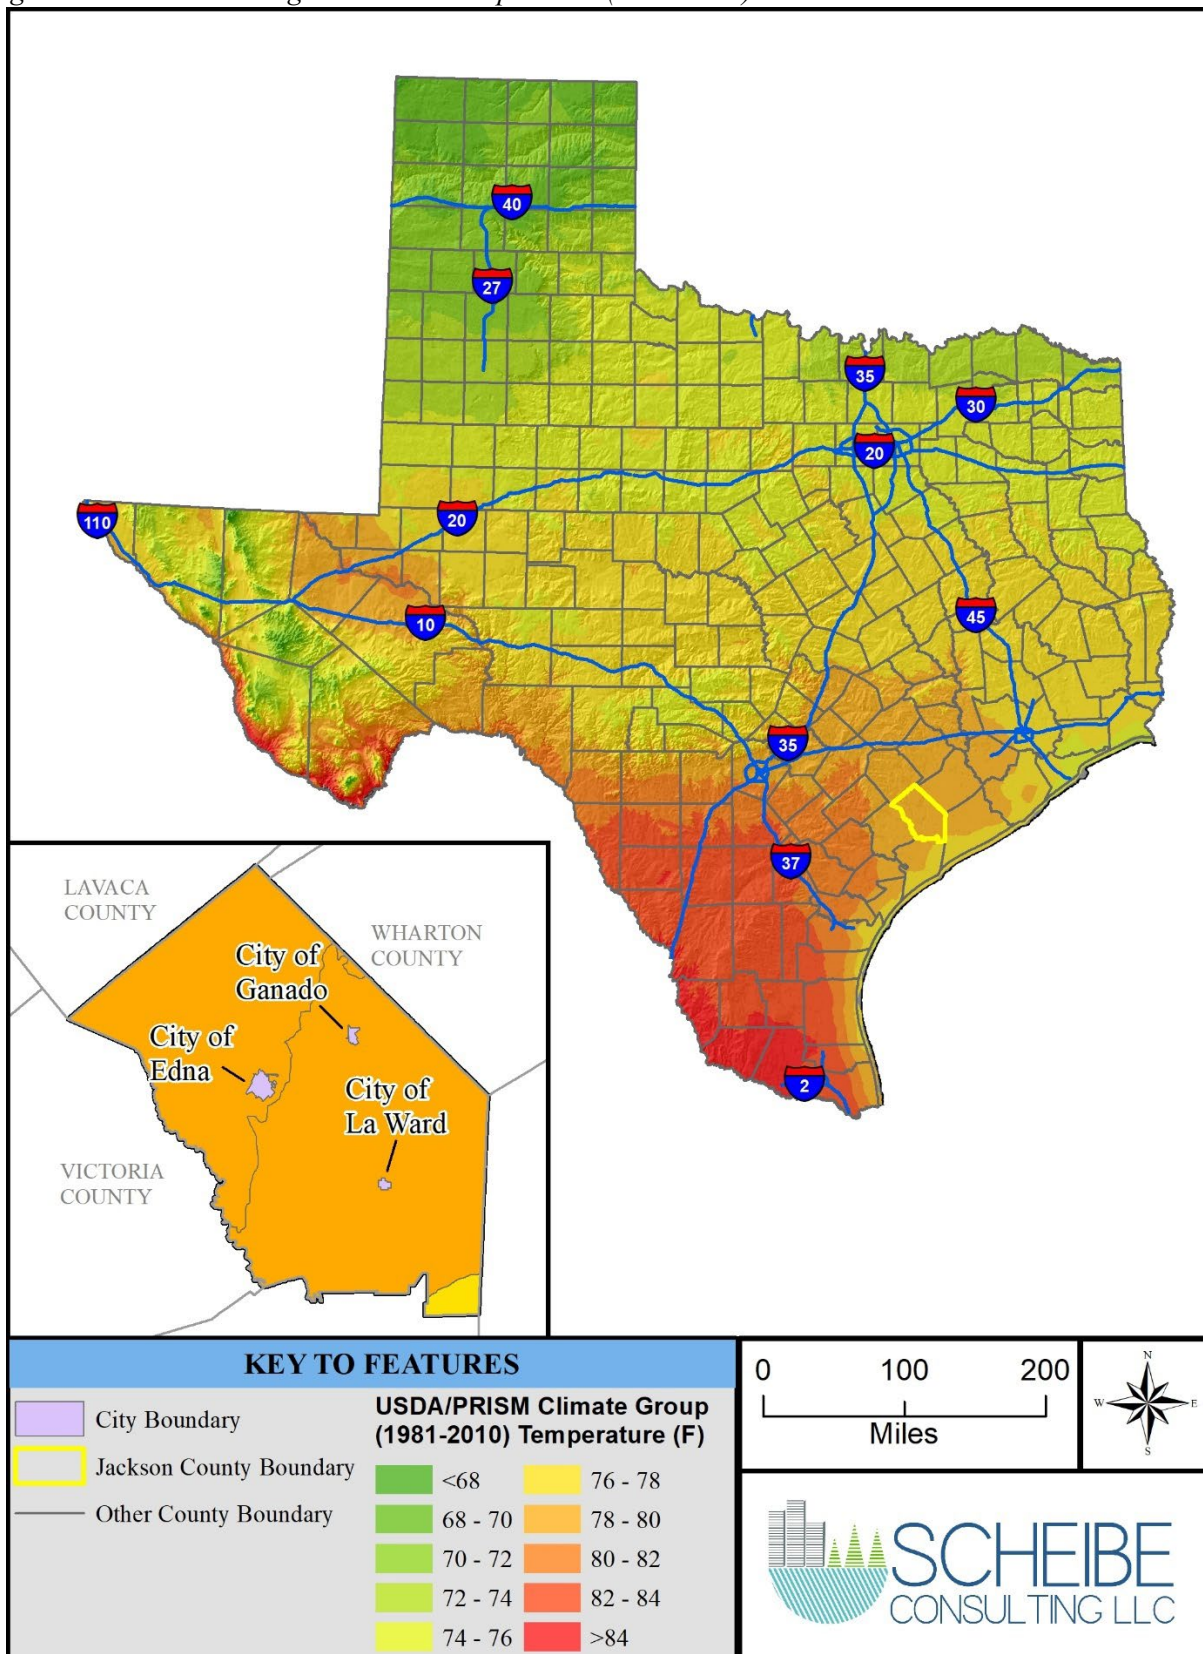 40
27
35
30
20
110
20
10
45
35
37
2
LAVACA
COUNTY
WHARTON
COUNTY
City of
Ganado
City of
Edna
City of
La Ward
VICTORIA
COUNTY
KEY TO FEATURES
City Boundary
Jackson County Boundary
Other County Boundary
USDA/PRISM Climate Group
(1981-2010) Temperature (F)
<68
68 - 70
70 - 72
72 - 74
74 - 76
76 - 78
78 - 80
80 - 82
82 - 84
>84
0 100 200
Miles
N
W E
S
SCHEIBE
CONSULTING LLC